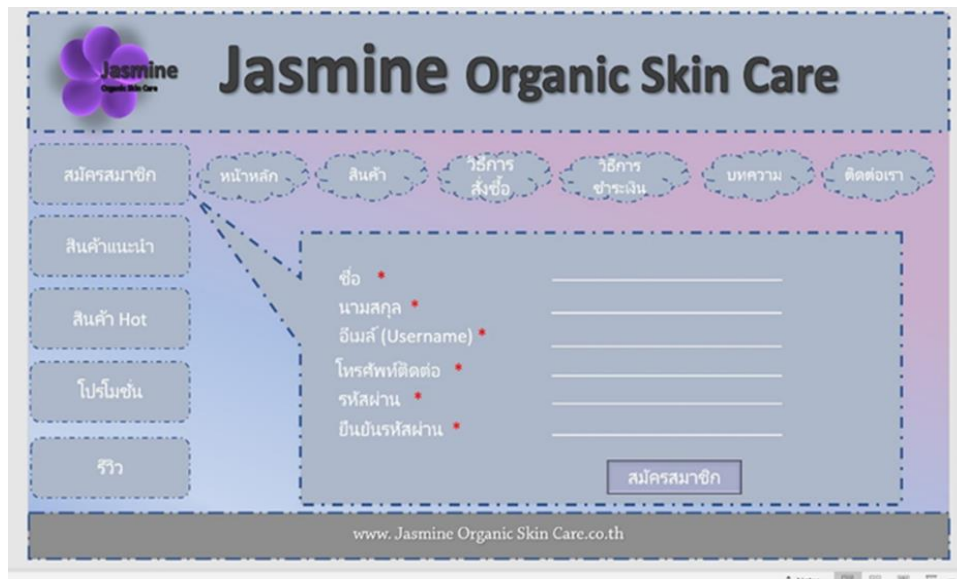 Jasmine
Organic Skin Care
Jasmine Organic Skin Care
สมัครสมาชิก
หน้าหลัก
สินค้า
วิธีการ
สั่งซื้อ
วิธีการ
ชำระเงิน
บทความ
ติดต่อเรา
สินค้าแนะนำ
สินค้า Hot
โปรโมชั่น
รีวิว
ชื่อ *
นามสกุล *
อีเมล์ (Username) *
โทรศัพท์ติดต่อ *
รหัสผ่าน *
ยืนยันรหัสผ่าน *
สมัครสมาชิก
www. Jasmine Organic Skin Care.co.th